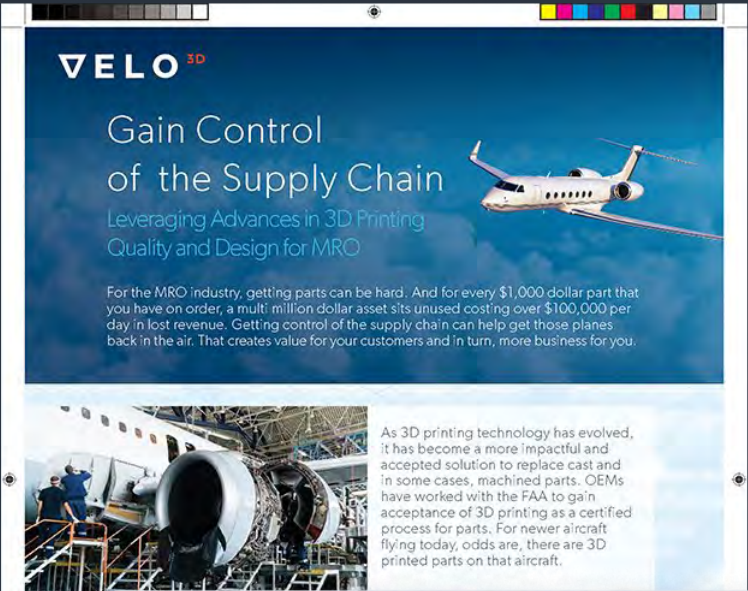 VELO 3D
Gain Control
of the Supply Chain
Leveraging Advances in 3D Printing
Quality and Design for MRO
For the MRO industry, getting parts can be hard. And for every $1,000 dollar part that
you have on order, a multi million dollar asset sits unused costing over $100,000 per
day in lost revenue. Getting control of the supply chain can help get those planes
back in the air. That creates value for your customers and in turn, more business for you.
As 3D printing technology has evolved,
it has become a more impactful and
accepted solution to replace cast and
in some cases, machined parts. OEMs
have worked with the FAA to gain
acceptance of 3D printing as a certified
process for parts. For newer aircraft
flying today, odds are, there are 3D
printed parts on that aircraft.